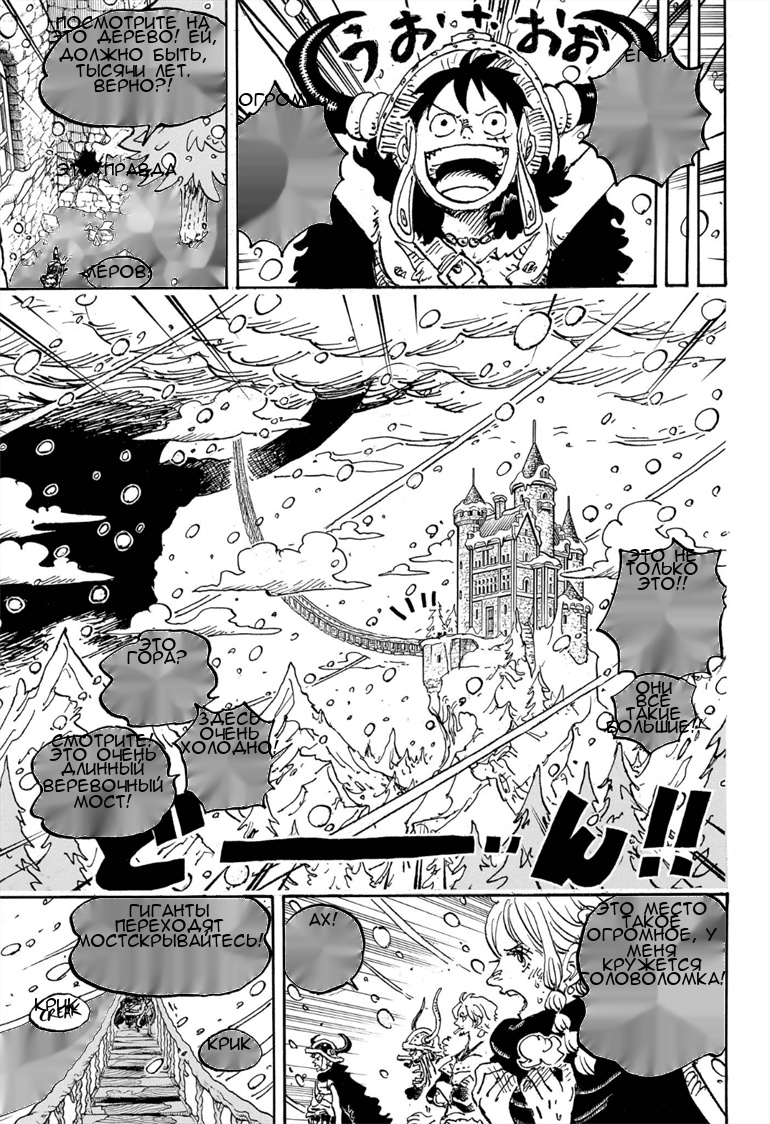 うおおおお
ЕГО!
ОГРОМ
ПОСМОТРИТЕ НА
ЭТО ДЕРЕВО! ЕЙ,
ДОЛЖНО БЫТЬ,
ТЫСЯЧИ ЛЕТ.
ВЕРНО?!
ПРАВДА
ЛЕРОВ!
ЭТО НЕ
ТОЛЬКО
ЭТО!!
ОНИ
ВСЕ
ТАКИЕ
БОЛЬШИЕ!
ЭТО
ГОРА?
ЗДЕСЬ
ОЧЕНЬ
ХОЛОДНО!
СМОТРИТЕ!
ЭТО ОЧЕНЬ
ДЛИННЫЙ
ВЕРЕВОЧНЫЙ
МОСТ!
ど——ん!!
ЭТО МЕСТО
ТАКОЕ
ОГРОМНОЕ, У
МЕНЯ
КРУЖЕТСЯ
ГОЛОВОЛОМКА!
АХ!
ГИГАНТЫ
ПЕРЕХОДЯТ
МОСТСКРЫВАЙТЕСЬ!
КРИК
CREAK
КРИК